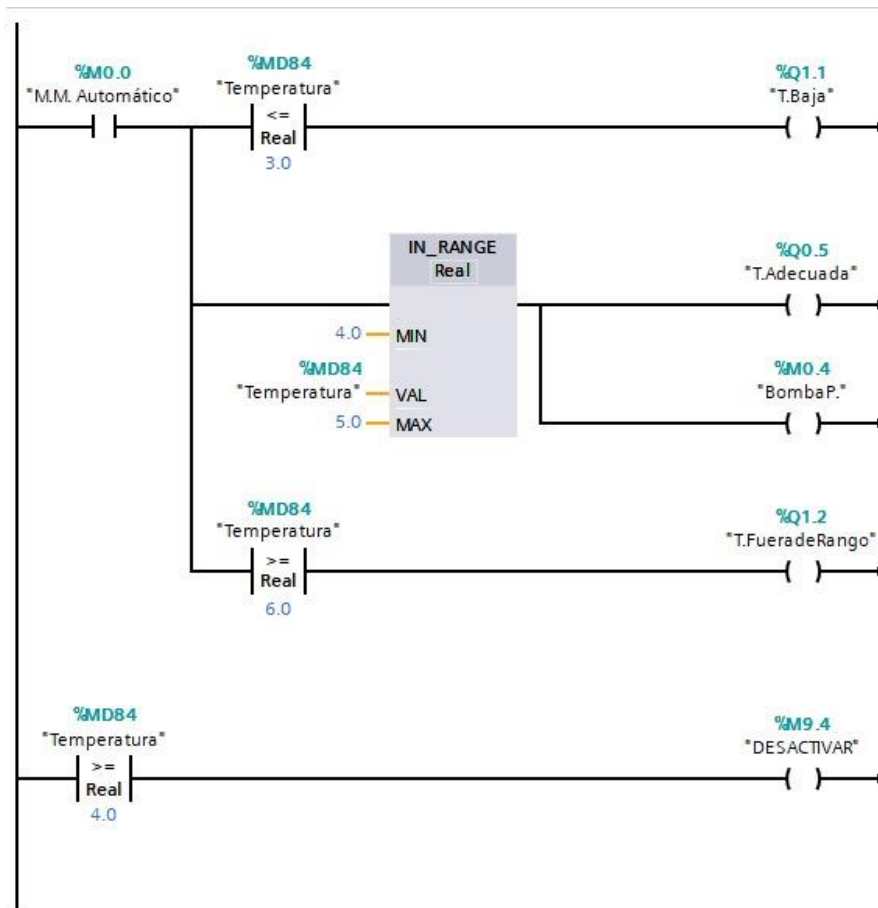 %M0.0
"M.M. Automático"
%MD84
"Temperatura"
<=
Real
3.0
%Q1.1
"T.Baja"
IN_RANGE
Real
4.0
MIN
%MD84
"Temperatura"
VAL
5.0
MAX
%Q0.5
"T.Adecuada"
%M0.4
"BombaP."
%MD84
"Temperatura"
>=
Real
6.0
%Q1.2
"T.FueradeRango"
%MD84
"Temperatura"
>=
Real
4.0
%M9.4
"DESACTIVAR"